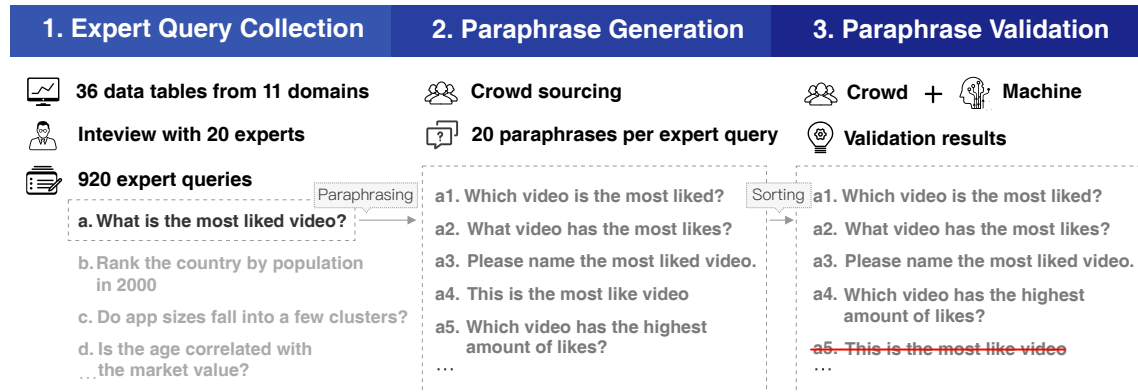 1. Expert Query Collection
36 data tables from 11 domains
Inteview with 20 experts
920 expert queries
a. What is the most liked video?
b. Rank the country by population
in 2000
c. Do app sizes fall into a few clusters?
d. Is the age correlated with
... the market value?
Paraphrasing
2. Paraphrase Generation
Crowd sourcing
20 paraphrases per expert query
a1. Which video is the most liked?
a2. What video has the most likes?
a3. Please name the most liked video.
a4. This is the most like video
a5. Which video has the highest
amount of likes?
...
Sorting
3. Paraphrase Validation
Crowd + Machine
Validation results
a1. Which video is the most liked?
a2. What video has the most likes?
a3. Please name the most liked video.
a4. Which video has the highest
amount of likes?
a5. This is the most like video
...